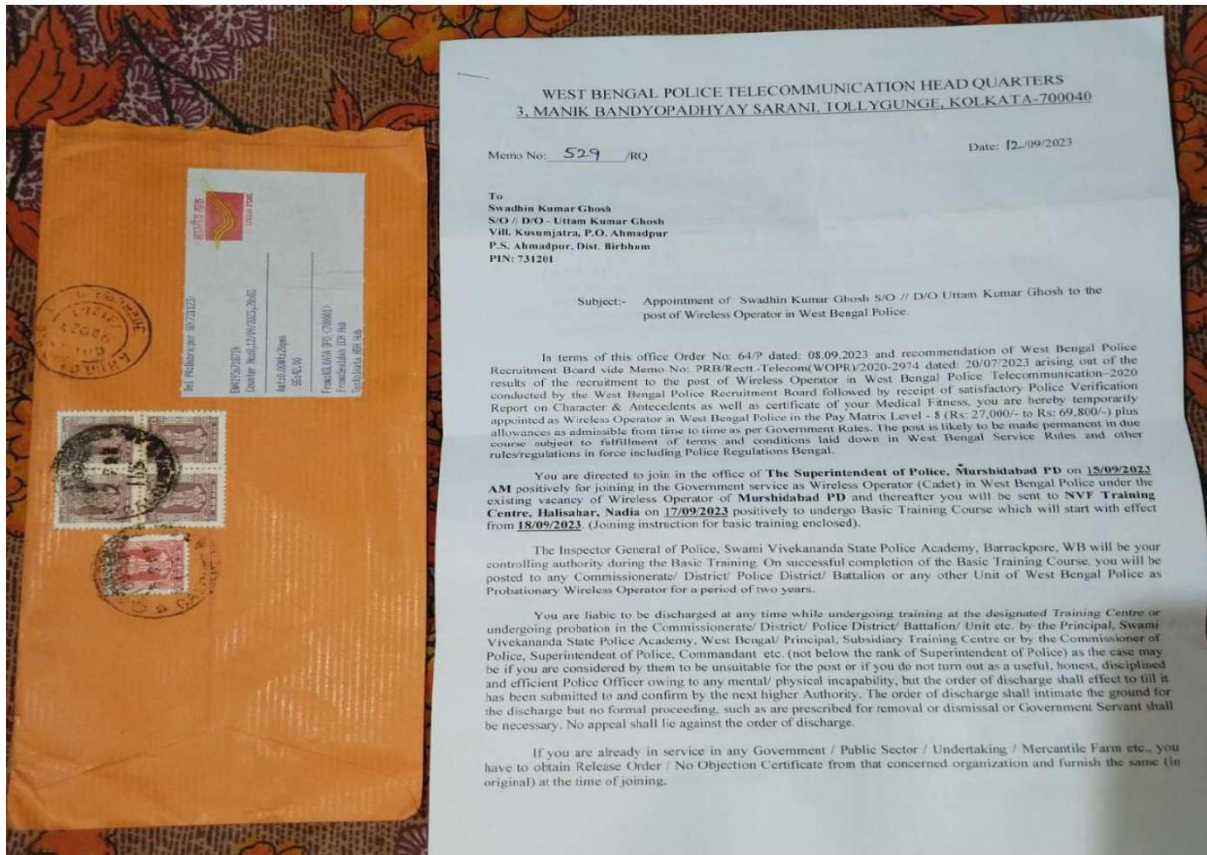 WEST BENGAL POLICE TELECOMMUNICATION HEAD QUARTERS
3, MANIK BANDYOPADHYAY SARANI, TOLLYGUNGE, KOLKATA-700040
Memo No: 529 /RQ
Date: 12/09/2023
To
Swadhin Kumar Ghosh
S/O // D/O - Uttam Kumar Ghosh
Vill. Kusumjatra, P.O. Ahmadpur
P.S. Ahmadpur, Dist. Birbhum
PIN: 731201
Subject:- Appointment of Swadhin Kumar Ghosh S/O // D/O Uttam Kumar Ghosh to the
post of Wireless Operator in West Bengal Police.
In terms of this office Order No: 64/P dated: 08.09.2023 and recommendation of West Bengal Police
Recruitment Board vide Memo No: PRB/Rectt -Telecom(WOPR)/2020-2974 dated: 20/07/2023 arising out of the
results of the recruitment to the post of Wireless Operator in West Bengal Police Telecommunication-2020
conducted by the West Bengal Police Recruitment Board followed by receipt of satisfactory Police Verification
Report on Character & Antecedents as well as certificate of your Medical Fitness, you are hereby temporarily
appointed as Wireless Operator in West Bengal Police in the Pay Matrix Level - 8 (Rs: 27,000/- to Rs: 69,800/-) plus
allowances as admissible from time to time as per Government Rules. The post is likely to be made permanent in due
course subject to fulfillment of terms and conditions laid down in West Bengal Service Rules and other
rules/regulations in force including Police Regulations Bengal.
You are directed to join in the office of The Superintendent of Police, Murshidabad PD on 15/09/2023
AM positively for joining in the Government service as Wireless Operator (Cadet) in West Bengal Police under the
existing vacancy of Wireless Operator of Murshidabad PD and thereafter you will be sent to NVF Training
Centre, Halisahar, Nadia on 17/09/2023 positively to undergo Basic Training Course which will start with effect
from 18/09/2023. (Joining instruction for basic training enclosed).
The Inspector General of Police, Swami Vivekananda State Police Academy, Barrackpore, WB will be your
controlling authority during the Basic Training. On successful completion of the Basic Training Course, you will be
posted to any Commissionerate/ District/ Police District/ Battalion or any other Unit of West Bengal Police as
Probationary Wireless Operator for a period of two years.
You are liable to be discharged at any time while undergoing training at the designated Training Centre or
undergoing probation in the Commissionerate/ District/ Police District/ Battalion/ Unit etc. by the Principal, Swami
Vivekananda State Police Academy, West Bengal/ Principal, Subsidiary Training Centre or by the Commissioner of
Police, Superintendent of Police, Commandant etc. (not below the rank of Superintendent of Police) as the case may
be if you are considered by them to be unsuitable for the post or if you do not turn out as a useful, honest, disciplined
and efficient Police Officer owing to any mental/ physical incapability, but the order of discharge shall effect to till it
has been submitted to and confirm by the next higher Authority. The order of discharge shall intimate the ground for
the discharge but no formal proceeding, such as are prescribed for removal or dismissal or Government Servant shall
be necessary. No appeal shall lie against the order of discharge.
If you are already in service in any Government / Public Sector / Undertaking / Mercantile Farm etc., you
have to obtain Release Order / No Objection Certificate from that concerned organization and furnish the same (in
original) at the time of joining.